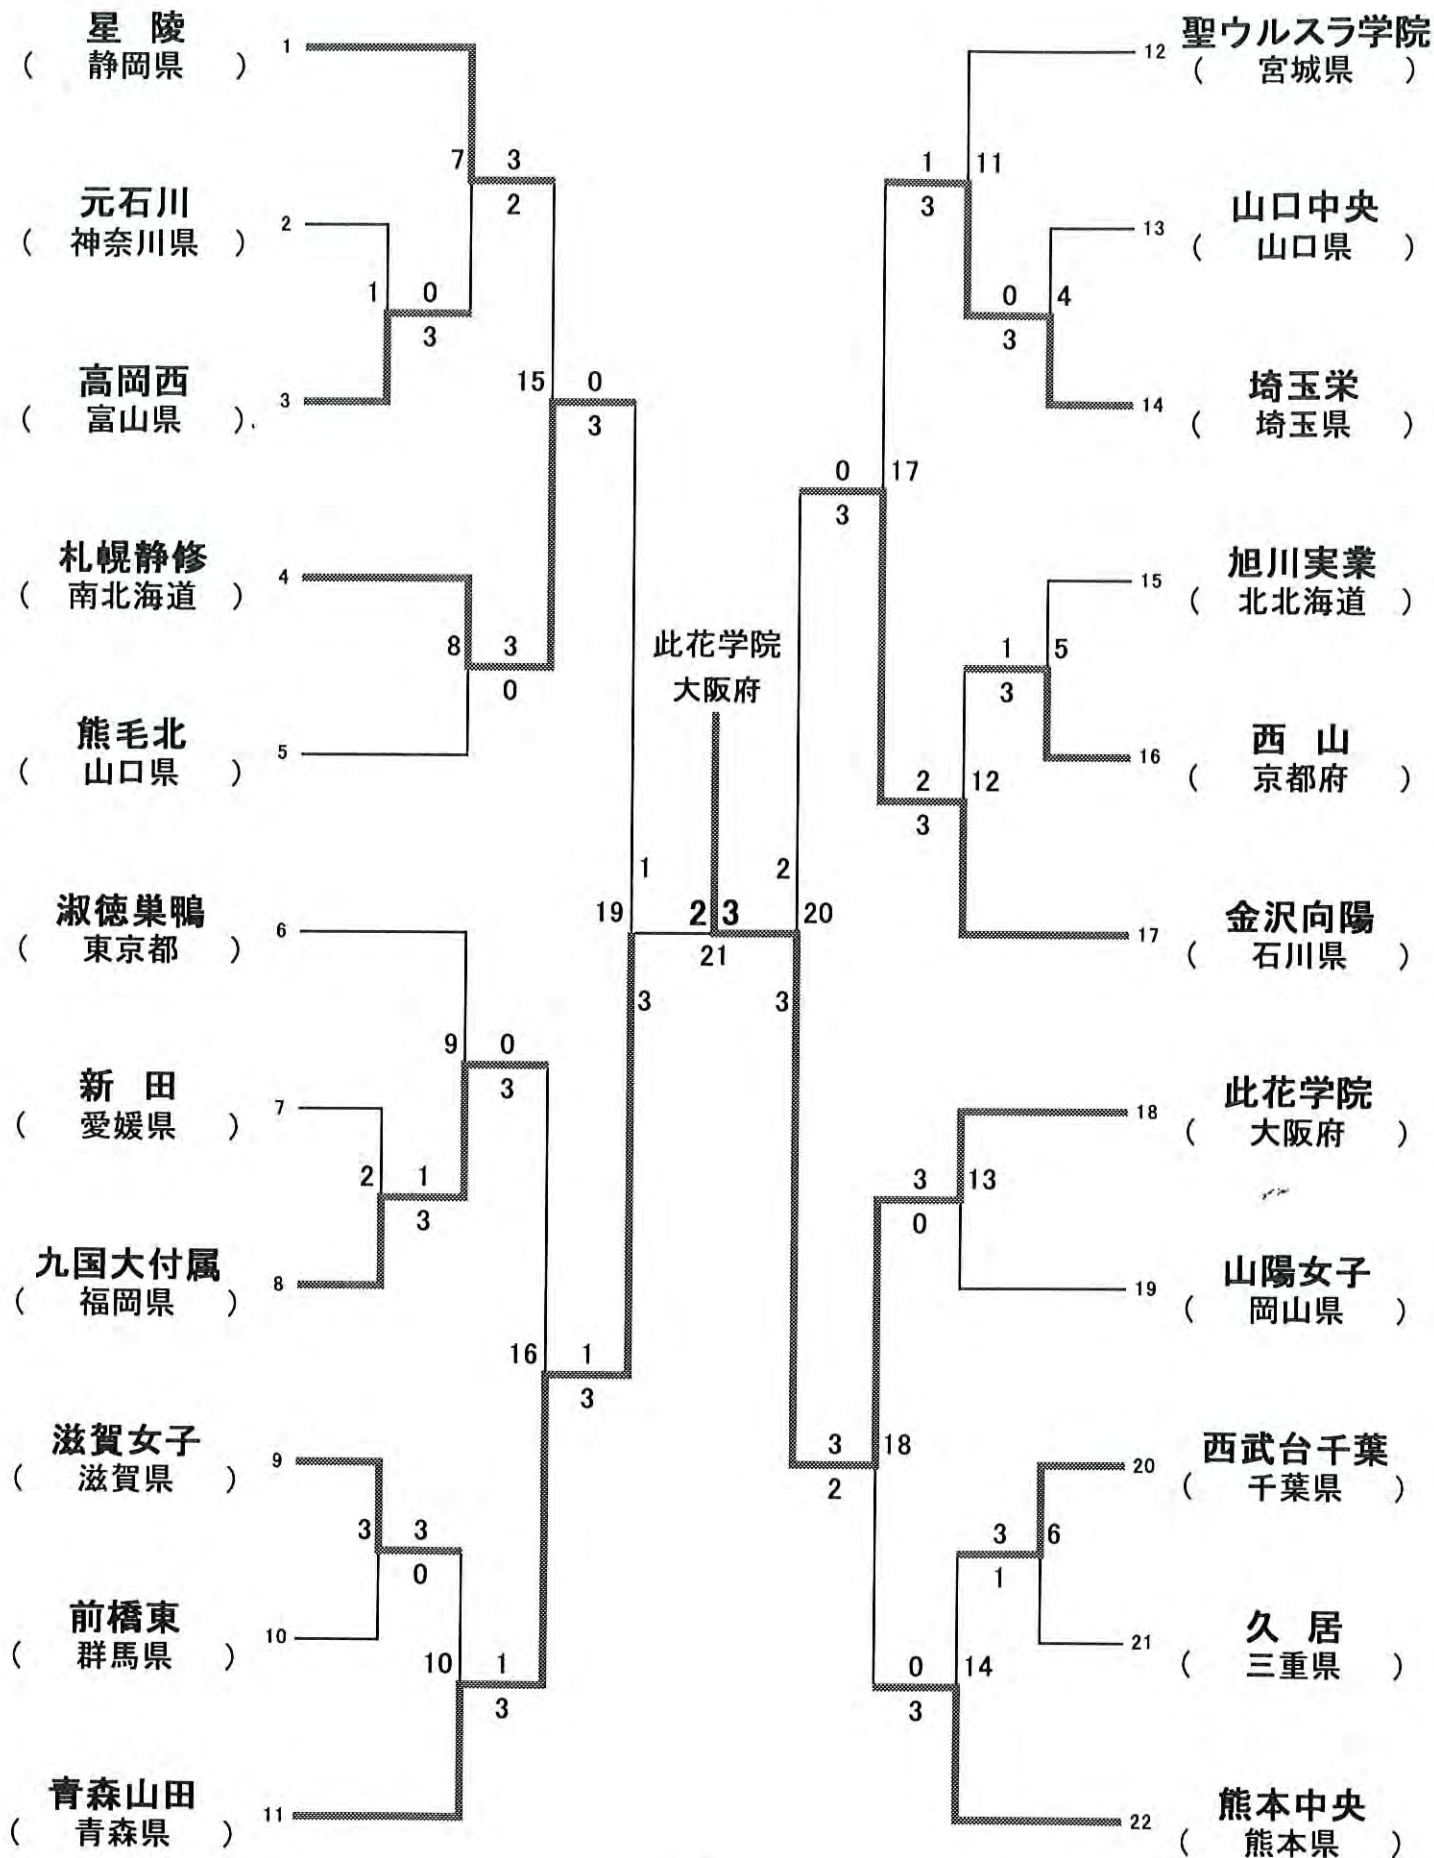 星 陵
( 静岡県 )
1
元石川
( 神奈川県 )
2
高岡西
( 富山県 )
3
札幌静修
( 南北海道 )
4
熊毛北
( 山口県 )
5
淑徳巣鴨
( 東京都 )
6
新 田
( 愛媛県 )
7
九国大付属
( 福岡県 )
8
滋賀女子
( 滋賀県 )
9
前橋東
( 群馬県 )
10
青森山田
( 青森県 )
11
7 3
2
1 0
3
15 0
3
8 3
0
9 0
3
2 1
3
16 1
3
3 3
0
10 1
3
1
19
3
此花学院
大阪府
2 3
21
2
20
3
1 11
3
0 4
3
0 17
3
1 5
3
2 12
3
3 13
0
3 18
2
3 6
1
0 14
3
12
聖ウルスラ学院
( 宮城県 )
13
山口中央
( 山口県 )
14
埼玉栄
( 埼玉県 )
15
旭川実業
( 北北海道 )
16
西 山
( 京都府 )
17
金沢向陽
( 石川県 )
18
此花学院
( 大阪府 )
19
山陽女子
( 岡山県 )
20
西武台千葉
( 千葉県 )
21
久 居
( 三重県 )
22
熊本中央
( 熊本県 )